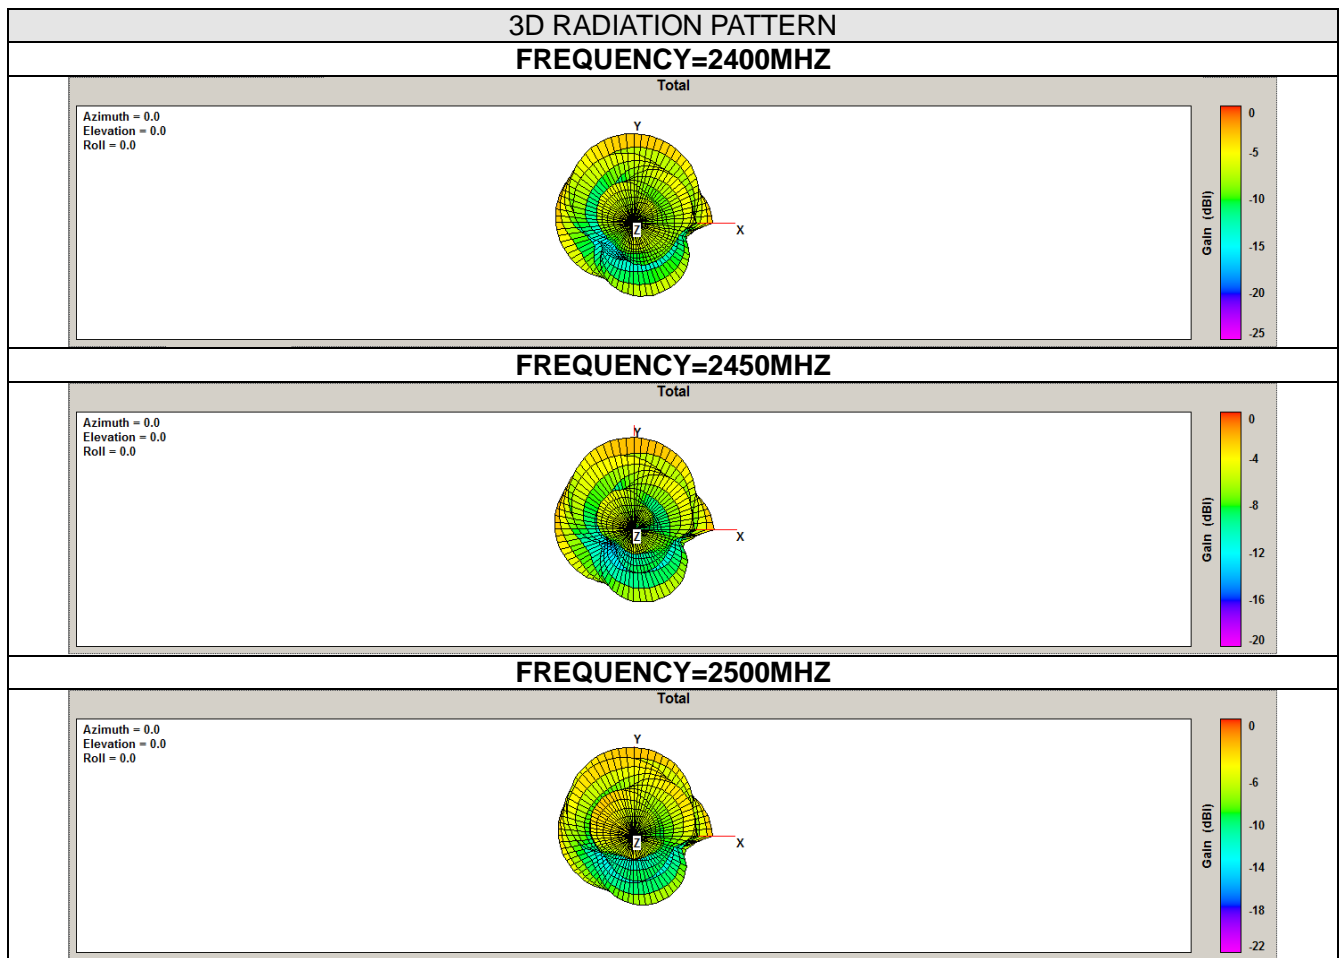 3D RADIATION PATTERN
FREQUENCY=2400MHZ
Total
Azimuth = 0.0
Elevation = 0.0
Roll = 0.0
Y
Z
X
Gain (dBi)
0
-5
-10
-15
-20
-25
FREQUENCY=2450MHZ
Total
Azimuth = 0.0
Elevation = 0.0
Roll = 0.0
Y
Z
X
Gain (dBi)
0
-4
-8
-12
-16
-20
FREQUENCY=2500MHZ
Total
Azimuth = 0.0
Elevation = 0.0
Roll = 0.0
Y
Z
X
Gain (dBi)
0
-6
-10
-14
-18
-22